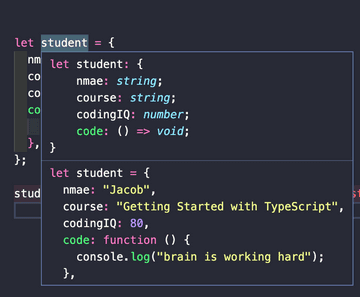 let student = {
nm
let student: {
co
nmae: string;
co
course: string;
co
codingIQ: number;
code: () => void;
},
}
};
let student = {
stud
nmae: "Jacob",
course: "Getting Started with TypeScript",
codingIQ: 80,
code: function () {
console.log("brain is working hard");
},